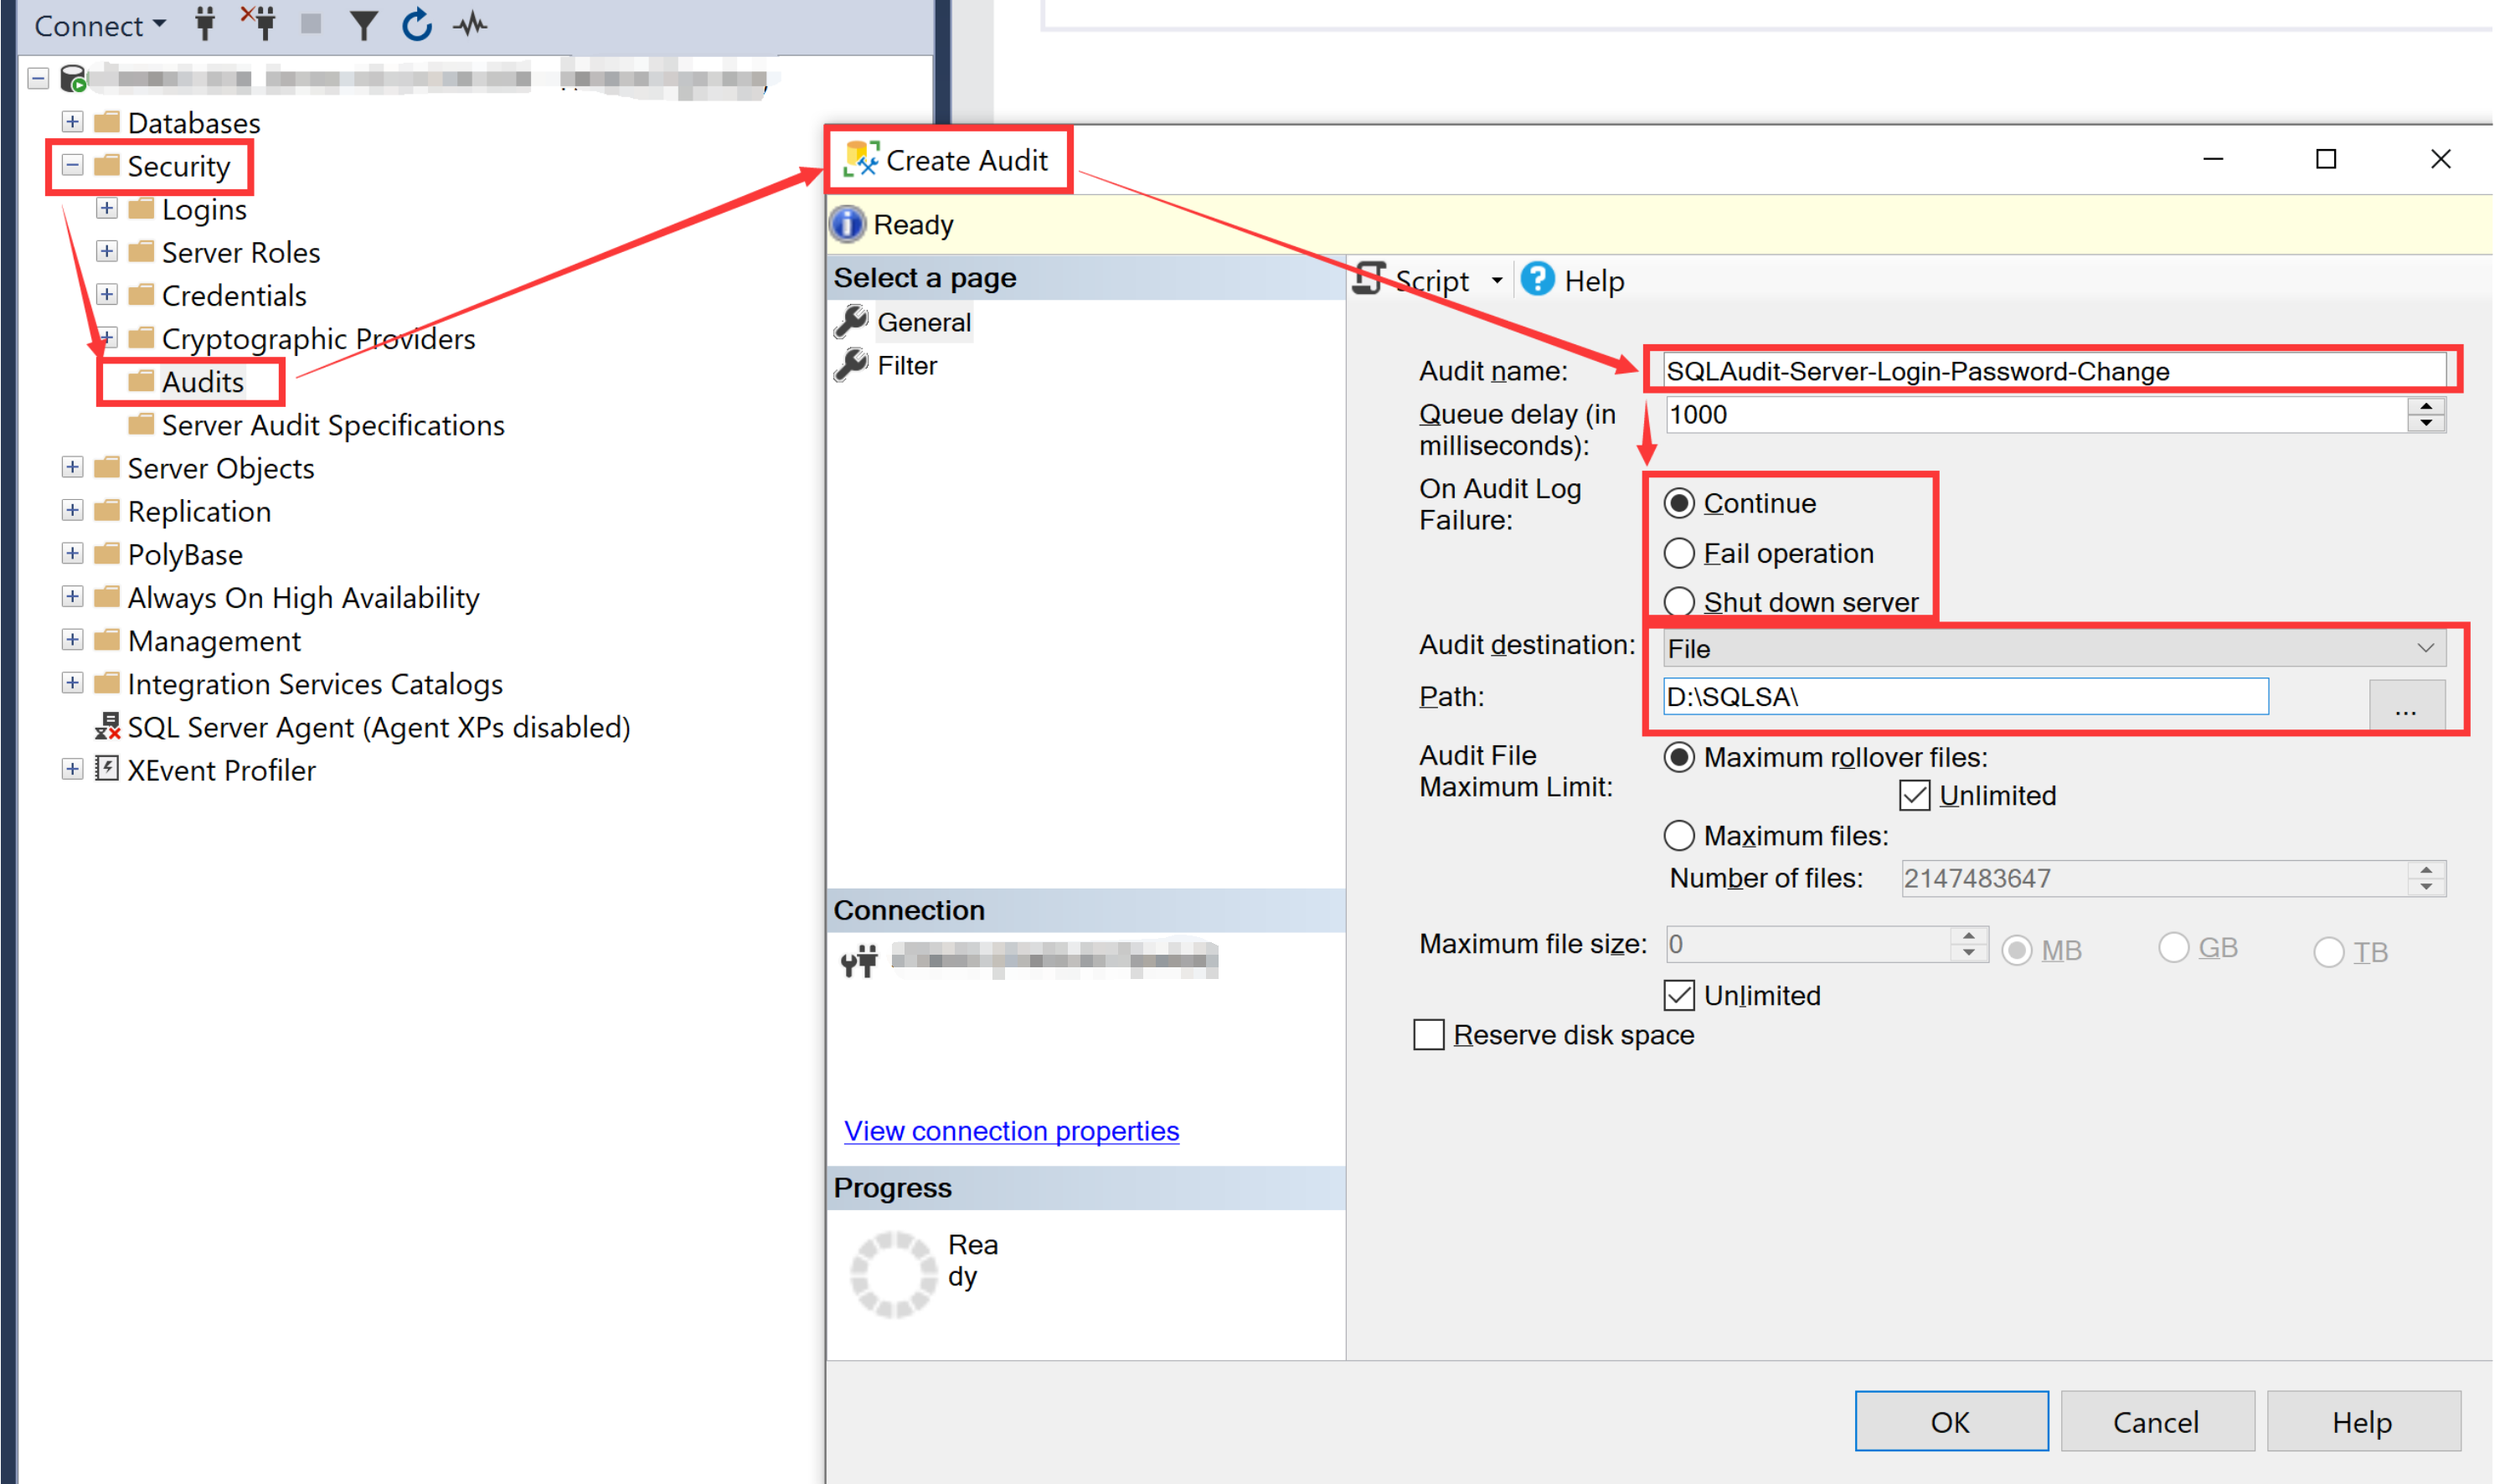 Connect
Databases
Security
Logins
Server Roles
Credentials
Cryptographic Providers
Audits
Server Audit Specifications
Server Objects
Replication
PolyBase
Always On High Availability
Management
Integration Services Catalogs
SQL Server Agent (Agent XPs disabled)
XEvent Profiler
Create Audit
Ready
Select a page
General
Filter
Connection
View connection properties
Progress
Rea
dy
Script Help
Audit name: SQLAudit-Server-Login-Password-Change
Queue delay (in 1000
milliseconds):
On Audit Log
Failure:
Continue
Fail operation
Shut down server
Audit destination: File
Path: D:\SQLSA\ ...
Audit File
Maximum Limit:
Maximum rollover files:
Unlimited
Maximum files:
Number of files: 2147483647
Maximum file size: 0 MB GB TB
Unlimited
Reserve disk space
OK Cancel Help